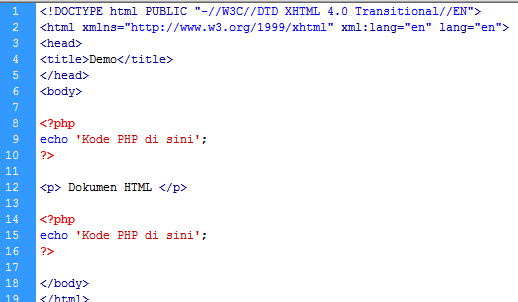 1 <!DOCTYPE html PUBLIC "-//W3C//DTD XHTML 4.0 Transitional//EN">
2 <html xmlns="http://www.w3.org/1999/xhtml" xml:lang="en" lang="en">
3 <head>
4 <title>Demo</title>
5 </head>
6 <body>
7
8 <?php
9 echo 'Kode PHP di sini';
10 ?>
11
12 <p> Dokumen HTML </p>
13
14 <?php
15 echo 'Kode PHP di sini';
16 ?>
17
18 </body>
19 </html>